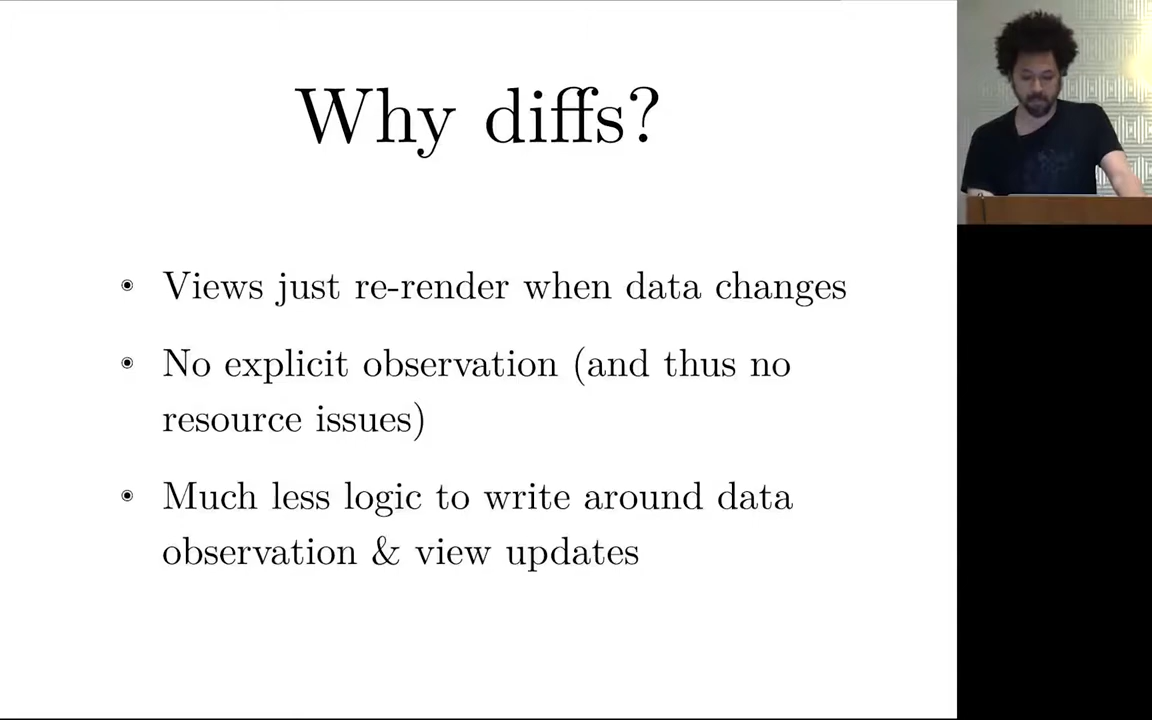 Why diffs?
Views just re-render when data changes
No explicit observation (and thus no
resource issues)
Much less logic to write around data
observation & view updates